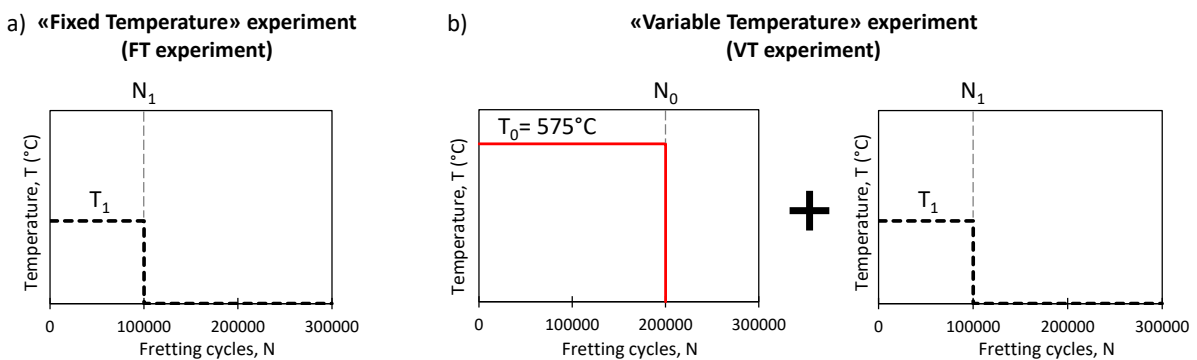 a) «Fixed Temperature» experiment
(FT experiment)
N1
Temperature, T (°C)
T1
0 100000 200000 300000
Fretting cycles, N
b) «Variable Temperature» experiment
(VT experiment)
N0
Temperature, T (°C)
T0= 575°C
0 100000 200000 300000
Fretting cycles, N
+
N1
Temperature, T (°C)
T1
0 100000 200000 300000
Fretting cycles, N